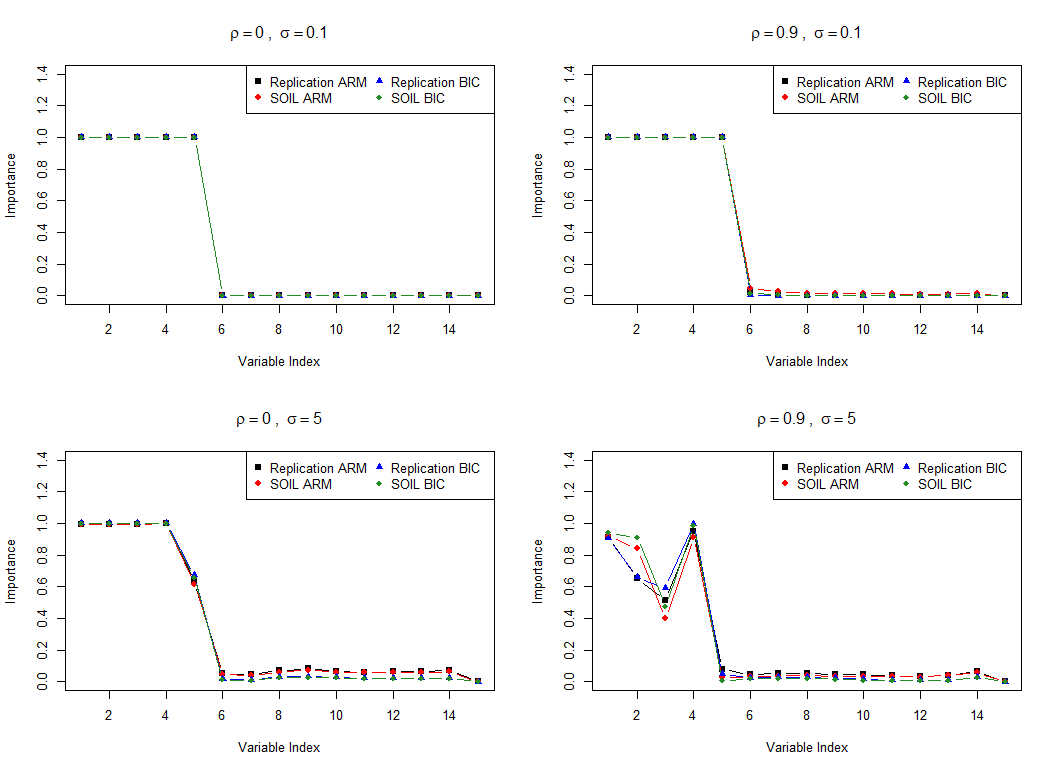 ρ = 0 , σ = 0.1
Replication ARM Replication BIC
SOIL ARM SOIL BIC
1.4
1.2
1.0
0.8
0.6
0.4
0.2
0.0
Importance
2 4 6 8 10 12 14
Variable Index
ρ = 0.9 , σ = 0.1
Replication ARM Replication BIC
SOIL ARM SOIL BIC
1.4
1.2
1.0
0.8
0.6
0.4
0.2
0.0
Importance
2 4 6 8 10 12 14
Variable Index
ρ = 0 , σ = 5
Replication ARM Replication BIC
SOIL ARM SOIL BIC
1.4
1.2
1.0
0.8
0.6
0.4
0.2
0.0
Importance
2 4 6 8 10 12 14
Variable Index
ρ = 0.9 , σ = 5
Replication ARM Replication BIC
SOIL ARM SOIL BIC
1.4
1.2
1.0
0.8
0.6
0.4
0.2
0.0
Importance
2 4 6 8 10 12 14
Variable Index